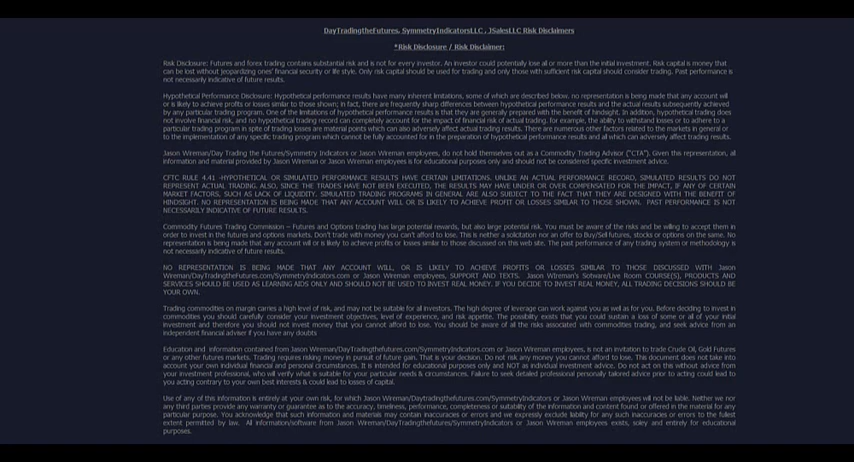 DayTradingtheFutures, SymmetryIndicatorsLLC , JSalesLLC Risk Disclaimers
*Risk Disclosure / Risk Disclaimer:
Risk Disclosure: Futures and forex trading contains substantial risk and is not for every investor. An investor could potentially lose all or more than the initial investment. Risk capital is money that
can be lost without jeopardizing ones' financial security or life style. Only risk capital should be used for trading and only those with sufficient risk capital should consider trading. Past performance is
not necessarily indicative of future results.
Hypothetical Performance Disclosure: Hypothetical performance results have many inherent limitations, some of which are described below. no representation is being made that any account will
or is likely to achieve profits or losses similar to those shown; in fact, there are frequently sharp differences between hypothetical performance results and the actual results subsequently achieved
by any particular trading program. One of the limitations of hypothetical performance results is that they are generally prepared with the benefit of hindsight. In addition, hypothetical trading does
not involve financial risk, and no hypothetical trading record can completely account for the impact of financial risk of actual trading. for example, the ability to withstand losses or to adhere to a
particular trading program in spite of trading losses are material points which can also adversely affect actual trading results. There are numerous other factors related to the markets in general or
to the implementation of any specific trading program which cannot be fully accounted for in the preparation of hypothetical performance results and all which can adversely affect trading results.
Jason Wireman/Day Trading the Futures/Symmetry Indicators or Jason Wireman employees, do not hold themselves out as a Commodity Trading Advisor ("CTA"). Given this representation, all
information and material provided by Jason Wireman or Jason Wireman employees is for educational purposes only and should not be considered specific investment advice.
CFTC RULE 4.41 -HYPOTHETICAL OR SIMULATED PERFORMANCE RESULTS HAVE CERTAIN LIMITATIONS. UNLIKE AN ACTUAL PERFORMANCE RECORD, SIMULATED RESULTS DO NOT
REPRESENT ACTUAL TRADING. ALSO, SINCE THE TRADES HAVE NOT BEEN EXECUTED, THE RESULTS MAY HAVE UNDER OR OVER COMPENSATED FOR THE IMPACT, IF ANY OF CERTAIN
MARKET FACTORS, SUCH AS LACK OF LIQUIDITY. SIMULATED TRADING PROGRAMS IN GENERAL ARE ALSO SUBJECT TO THE FACT THAT THEY ARE DESIGNED WITH THE BENEFIT OF
HINDSIGHT. NO REPRESENTATION IS BEING MADE THAT ANY ACCOUNT WILL OR IS LIKELY TO ACHIEVE PROFIT OR LOSSES SIMILAR TO THOSE SHOWN. PAST PERFORMANCE IS NOT
NECESSARILY INDICATIVE OF FUTURE RESULTS.
Commodity Futures Trading Commission – Futures and Options trading has large potential rewards, but also large potential risk. You must be aware of the risks and be willing to accept them in
order to invest in the futures and options markets. Don't trade with money you can't afford to lose. This is neither a solicitation nor an offer to Buy/Sell futures, stocks or options on the same. No
representation is being made that any account will or is likely to achieve profits or losses similar to those discussed on this web site. The past performance of any trading system or methodology is
not necessarily indicative of future results.
NO REPRESENTATION IS BEING MADE THAT ANY ACCOUNT WILL, OR IS LIKELY TO ACHIEVE PROFITS OR LOSSES SIMILAR TO THOSE DISCUSSED WITH Jason
Wireman/DayTradingthefutures.com/SymmetryIndicators.com or Jason Wireman employees, SUPPORT AND TEXTS. Jason Wireman's Sotware/Live Room COURSE(S), PRODUCTS AND
SERVICES SHOULD BE USED AS LEARNING AIDS ONLY AND SHOULD NOT BE USED TO INVEST REAL MONEY. IF YOU DECIDE TO INVEST REAL MONEY, ALL TRADING DECISIONS SHOULD BE
YOUR OWN.
Trading commodities on margin carries a high level of risk, and may not be suitable for all investors. The high degree of leverage can work against you as well as for you. Before deciding to invest in
commodities you should carefully consider your investment objectives, level of experience, and risk appetite. The possibility exists that you could sustain a loss of some or all of your initial
investment and therefore you should not invest money that you cannot afford to lose. You should be aware of all the risks associated with commodities trading, and seek advice from an
independent financial adviser if you have any doubts
Education and information contained from Jason Wireman/DayTradingthefutures.com/SymmetryIndicators.com or Jason Wireman employees, is not an invitation to trade Crude Oil, Gold Futures
or any other futures markets. Trading requires risking money in pursuit of future gain. That is your decision. Do not risk any money you cannot afford to lose. This document does not take into
account your own individual financial and personal circumstances. It is intended for educational purposes only and NOT as individual investment advice. Do not act on this without advice from
your investment professional, who will verify what is suitable for your particular needs & circumstances. Failure to seek detailed professional personally tailored advice prior to acting could lead to
you acting contrary to your own best interests & could lead to losses of capital.
Use of any of this information is entirely at your own risk, for which Jason Wireman/Daytradingthefutures.com/SymmetryIndicators or Jason Wireman employees will not be liable. Neither we nor
any third parties provide any warranty or guarantee as to the accuracy, timeliness, performance, completeness or suitability of the information and content found or offered in the material for any
particular purpose. You acknowledge that such information and materials may contain inaccuracies or errors and we expressly exclude liability for any such inaccuracies or errors to the fullest
extent permitted by law. All information/software from Jason Wireman/DayTradingthefutures/SymmetryIndicators or Jason Wireman employees exists, soley and entirely for educational
purposes.